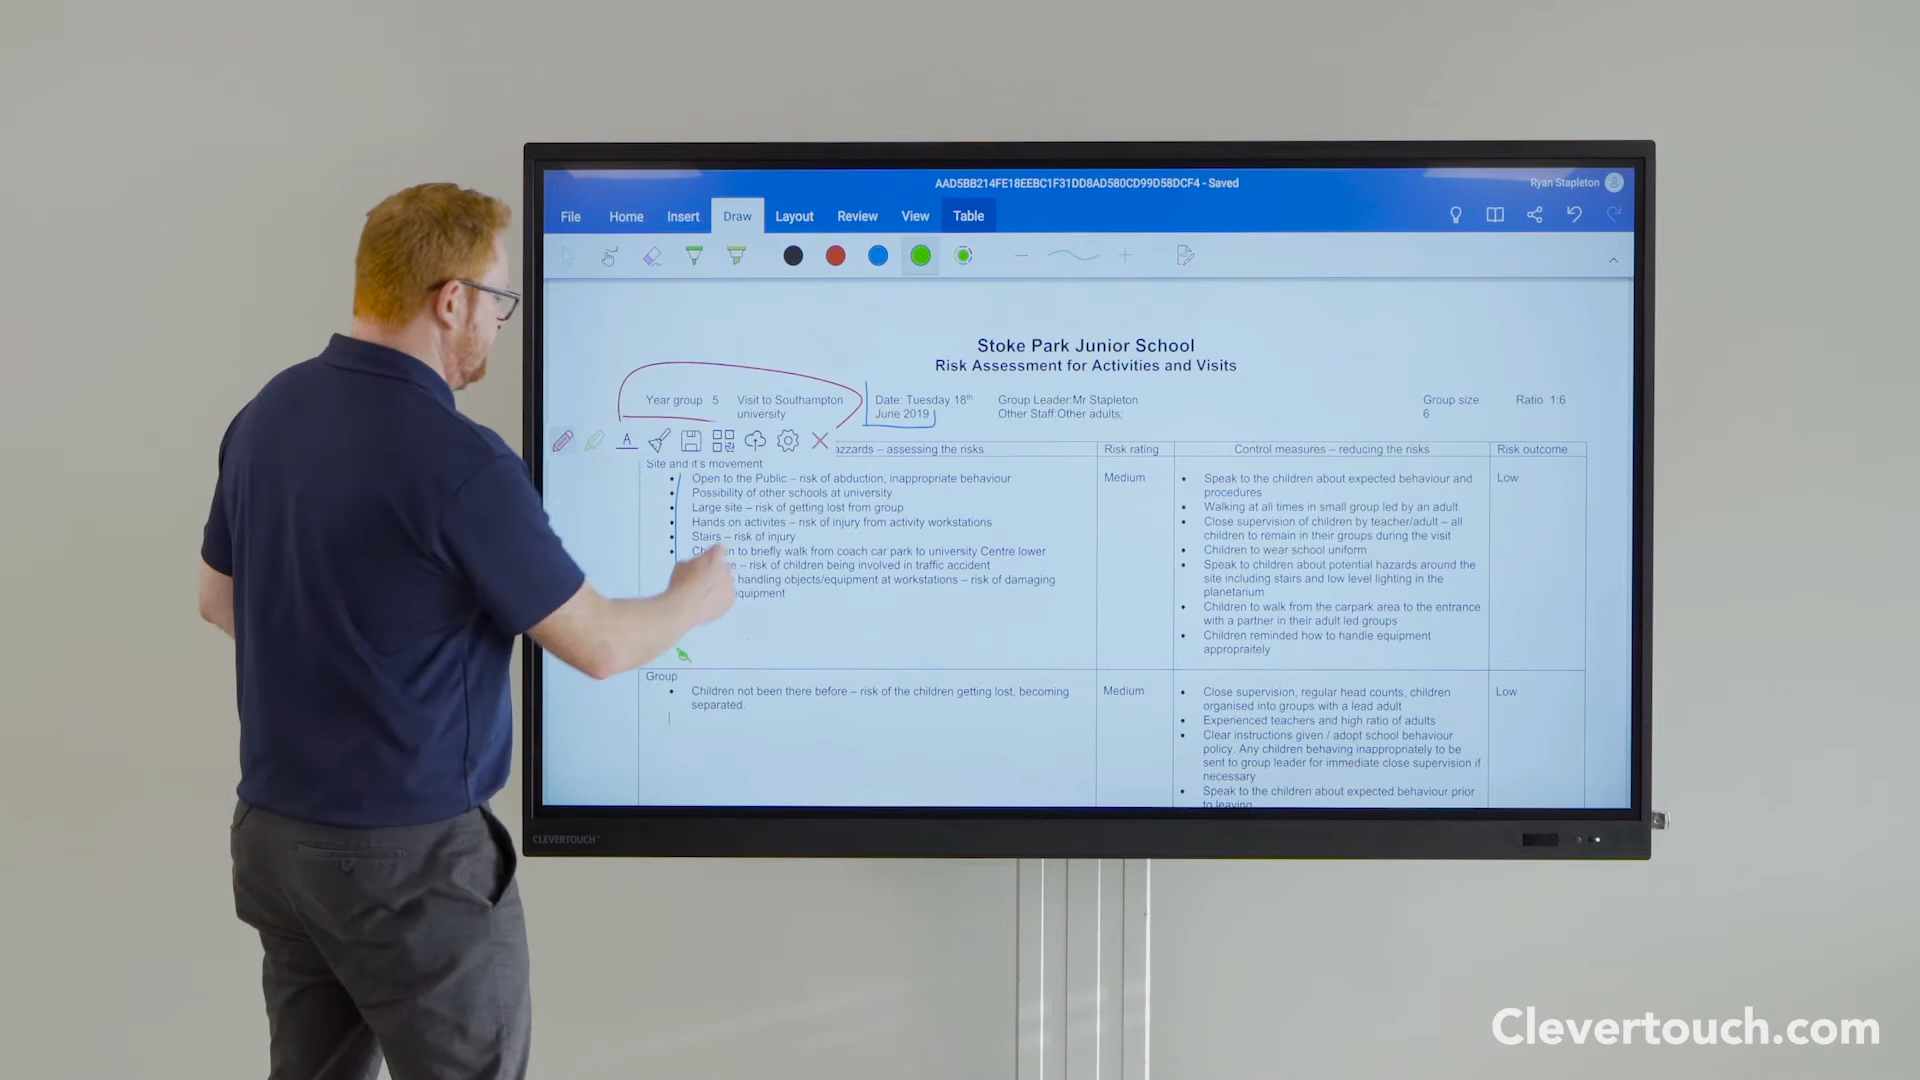 AAD5BB214FE18EEBC1F31DD8AD580CD99D58DCF4 - Saved
Ryan Stapleton
File Home Insert Draw Layout Review View Table
Stoke Park Junior School
Risk Assessment for Activities and Visits
Year group 5 Visit to Southampton university
Date: Tuesday 18th June 2019
Group Leader:Mr Stapleton
Other Staff:Other adults;
Group size 6
Ratio 1:6
A
azzards – assessing the risks
Risk rating
Control measures – reducing the risks
Risk outcome
Site and it's movement
Open to the Public – risk of abduction, inappropriate behaviour
Possibility of other schools at university
Large site – risk of getting lost from group
Hands on activites – risk of injury from activity workstations
Stairs – risk of injury
to briefly walk from coach car park to university Centre lower
– risk of children being involved in traffic accident
handling objects/equipment at workstations – risk of damaging
equipment
Medium
Speak to the children about expected behaviour and
procedures
Walking at all times in small group led by an adult
Close supervision of children by teacher/adult – all
children to remain in their groups during the visit
Children to wear school uniform
Speak to children about potential hazards around the
site including stairs and low level lighting in the
planetarium
Children to walk from the carpark area to the entrance
with a partner in their adult led groups
Children reminded how to handle equipment
appropraitely
Low
Group
Children not been there before – risk of the children getting lost, becoming
separated.
Medium
Close supervision, regular head counts, children
organised into groups with a lead adult
Experienced teachers and high ratio of adults
Clear instructions given / adopt school behaviour
policy. Any children behaving inappropriately to be
sent to group leader for immediate close supervision if
necessary
Speak to the children about expected behaviour prior
to leaving
Low
CLEVERTOUCH
Clevertouch.com